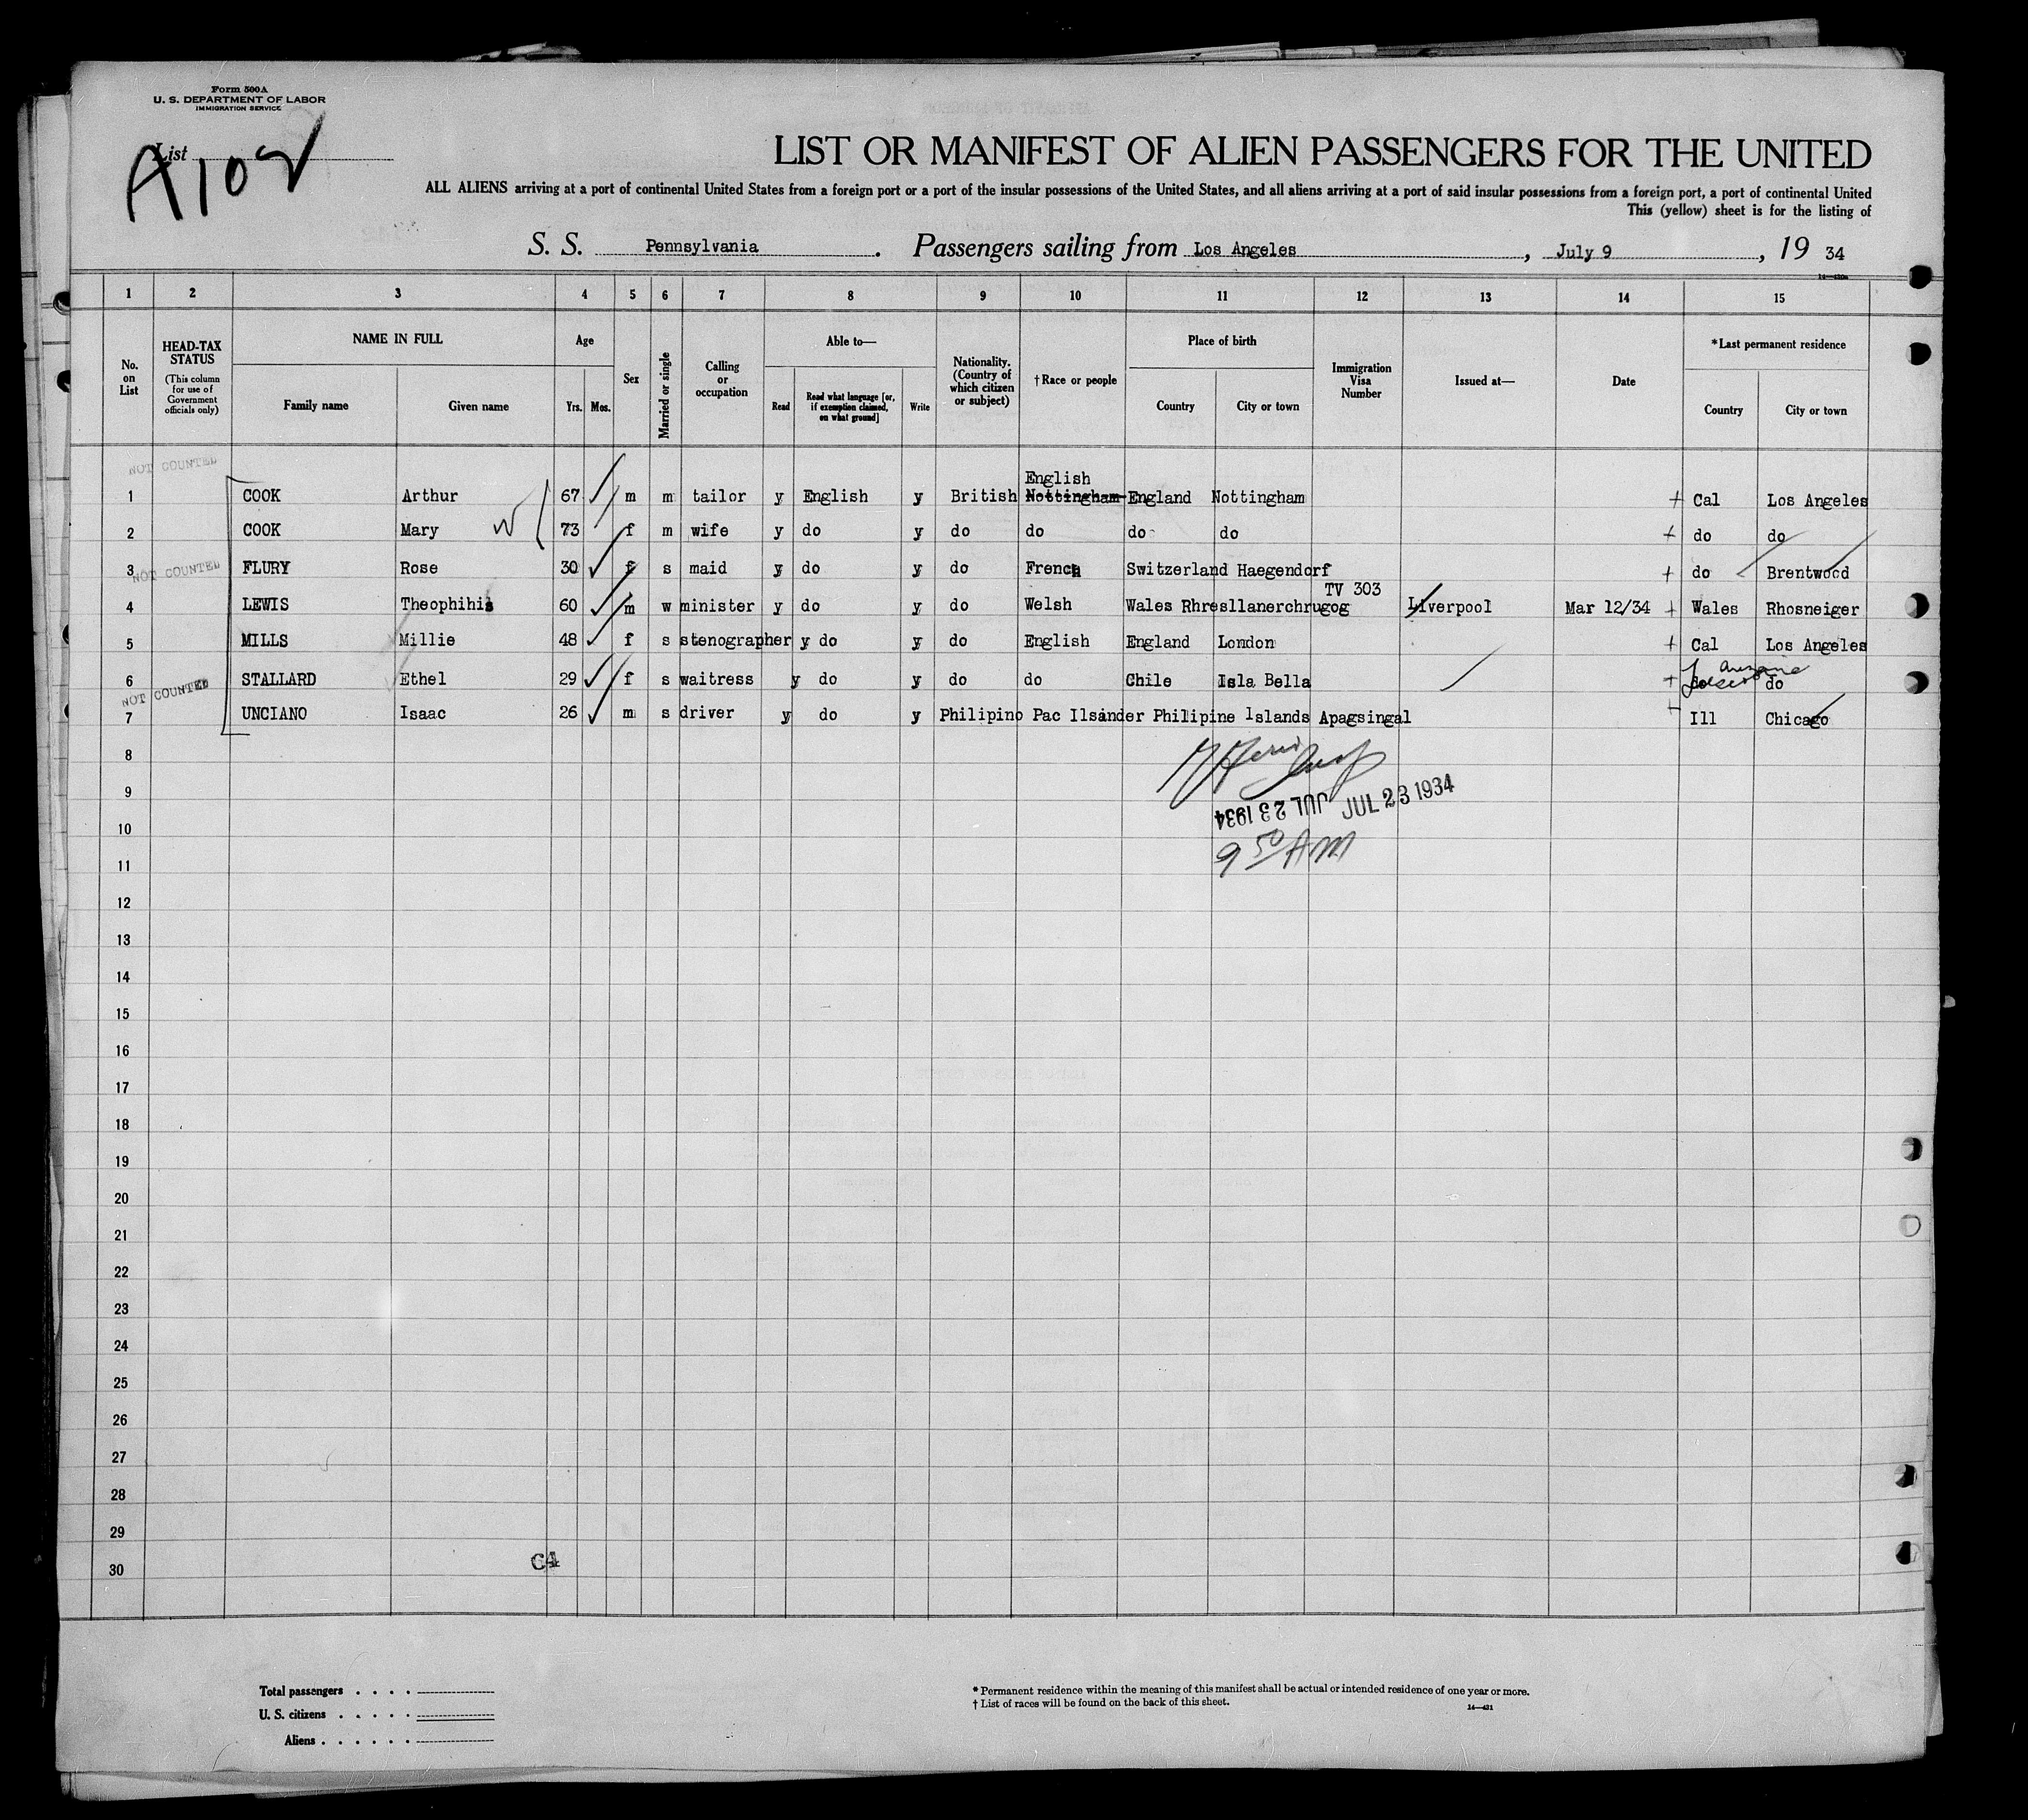 Form 500A
U. S. DEPARTMENT OF LABOR
IMMIGRATION SERVICE
List
A102
LIST OR MANIFEST OF ALIEN PASSENGERS FOR THE UNITED
ALL ALIENS arriving at a port of continental United States from a foreign port or a port of the insular possessions of the United States, and all aliens arriving at a port of said insular possessions from a foreign port, a port of continental United
This (yellow) sheet is for the listing of
S. S. Pennsylvania. Passengers sailing from Los Angeles, July 9, 19 34
1 2 3 4 5 6 7 8 9 10 11 12 13 14 15
No. on List
HEAD-TAX STATUS (This column for use of Government officials only)
NAME IN FULL
Family name Given name
Age
Yrs. Mos.
Sex
Married or single
Calling or occupation
Able to—
Read Read what language [or, if exemption claimed, on what ground] Write
Nationality. (Country of which citizen or subject)
† Race or people
Place of birth
Country City or town
Immigration Visa Number
Issued at—
Date
*Last permanent residence
Country City or town
NOT COUNTED
English
1 COOK Arthur 67 m m tailor y English y British Nottingham England Nottingham + Cal Los Angeles
2 COOK Mary W 73 f m wife y do y do do do do + do do
NOT COUNTED
3 FLURY Rose 30 f s maid y do y do French Switzerland Haegendorf + do Brentwood
TV 303
4 LEWIS Theophihis 60 m w minister y do y do Welsh Wales Rhresllanerchrugog Liverpool Mar 12/34 + Wales Rhosneiger
5 MILLS Millie 48 f s stenographer y do y do English England London + Cal Los Angeles
6 STALLARD Ethel 29 f s waitress y do y do do Chile Isla Bella + do do
NOT COUNTED
7 UNCIANO Isaac 26 m s driver y do y Philipino Pac Ilsander Philipine Islands Apagsingal + Ill Chicago
8
9
JUL 23 1934 JUL 23 1934
10
9 50 AM
11
12
13
14
15
16
17
18
19
20
21
22
23
24
25
26
27
28
29
C4
30
Total passengers . . . .
U. S. citizens . . . . .
Aliens . . . . . .
* Permanent residence within the meaning of this manifest shall be actual or intended residence of one year or more.
† List of races will be found on the back of this sheet.
14—431